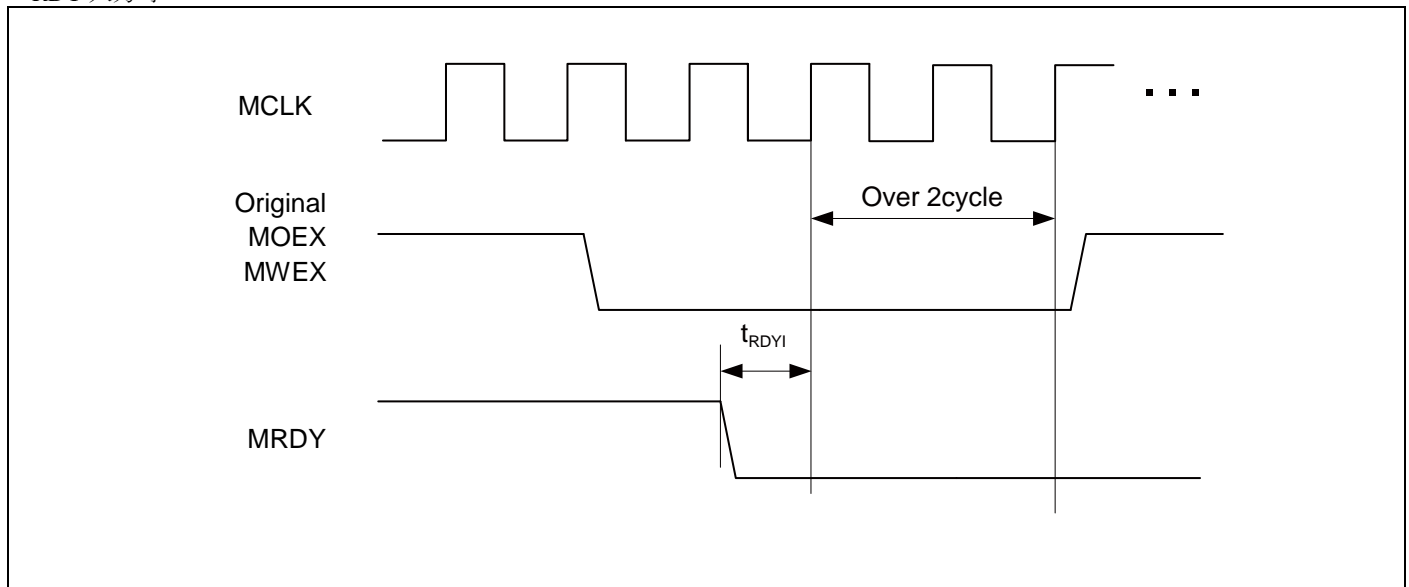 MCLK
. . .
Over 2cycle
Original
MOEX
MWEX
tRDYI
MRDY